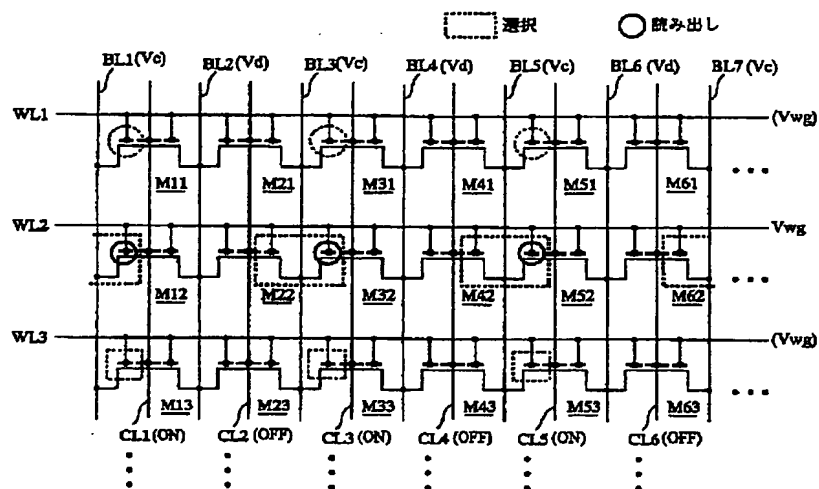 選択 読み出し
BL1(Vc) BL2(Vd) BL3(Vc) BL4(Vd) BL5(Vc) BL6(Vd) BL7(Vc)
WL1 (Vwg)
M11 M21 M31 M41 M51 M61
WL2 Vwg
M12 M22 M32 M42 M52 M62
WL3 (Vwg)
M13 M23 M33 M43 M53 M63
CL1(ON) CL2(OFF) CL3(ON) CL4(OFF) CL5(ON) CL6(OFF)